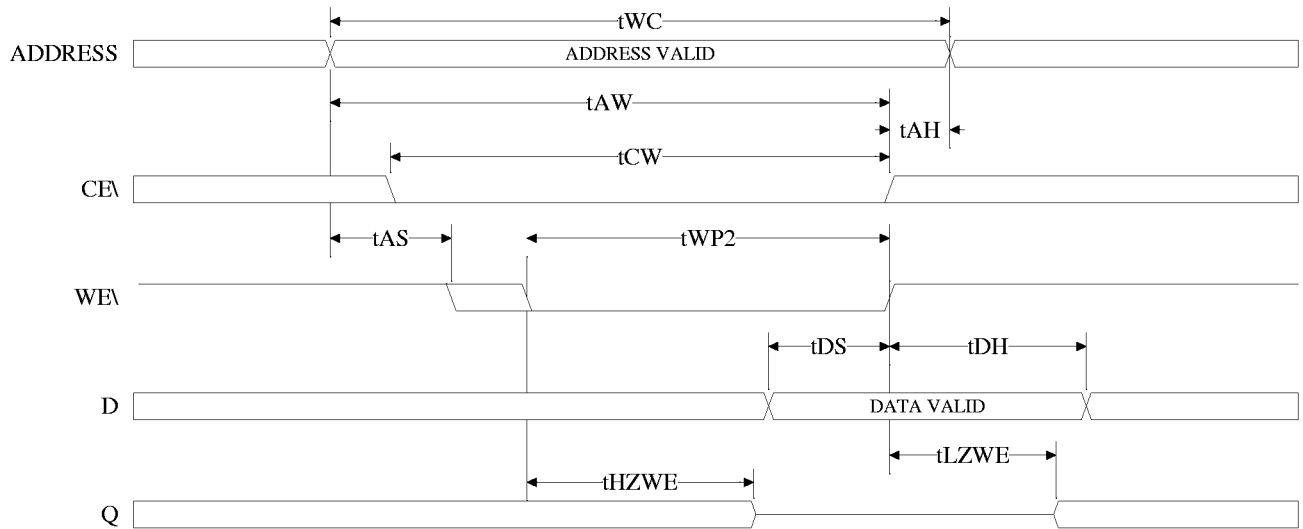 tWC
ADDRESS ADDRESS VALID
tAW
tAH
tCW
CE\
tAS tWP2
WE\
tDS tDH
D DATA VALID
tLZWE
tHZWE
Q